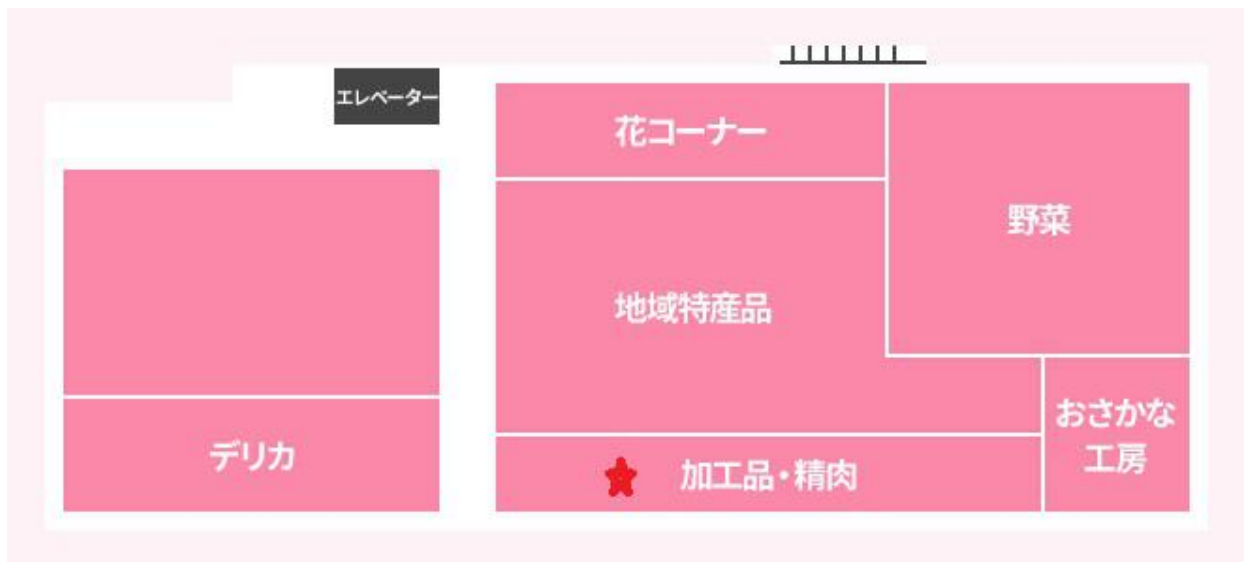 エレベーター
花コーナー
野菜
地域特産品
おさかな
工房
デリカ
加工品・精肉